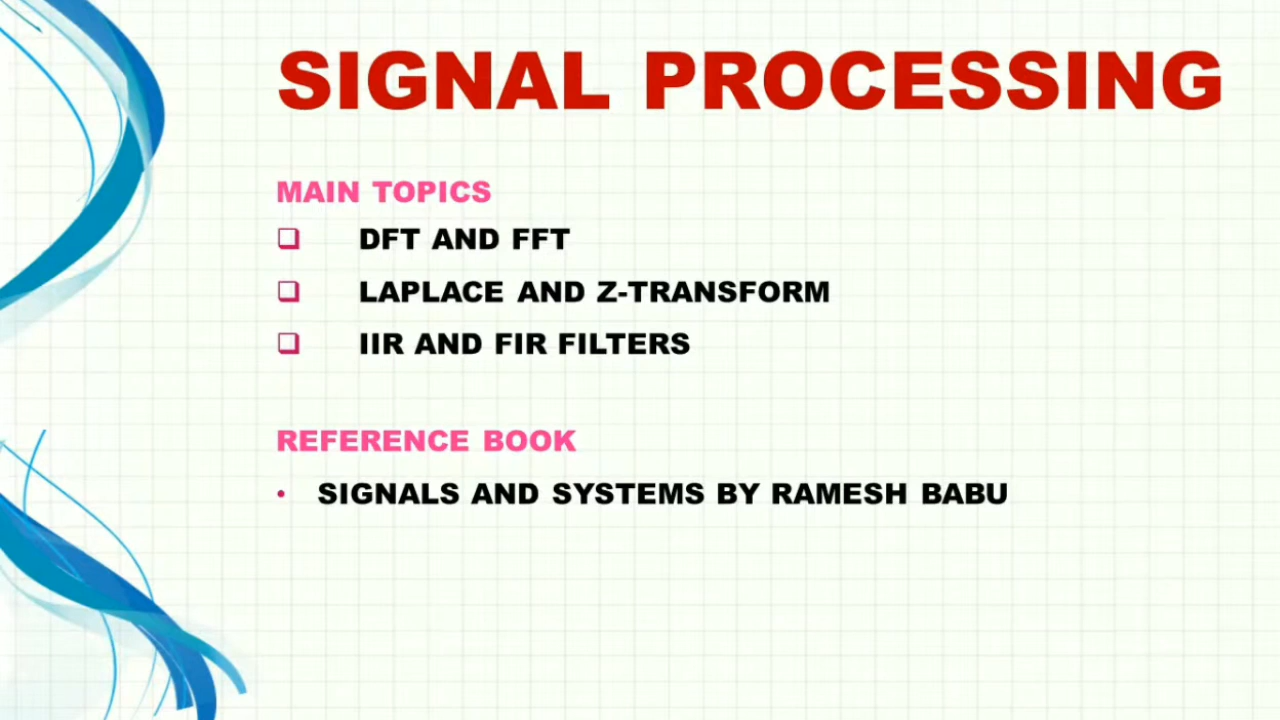 SIGNAL PROCESSING
MAIN TOPICS
❑ DFT AND FFT
❑ LAPLACE AND Z-TRANSFORM
❑ IIR AND FIR FILTERS
REFERENCE BOOK
• SIGNALS AND SYSTEMS BY RAMESH BABU